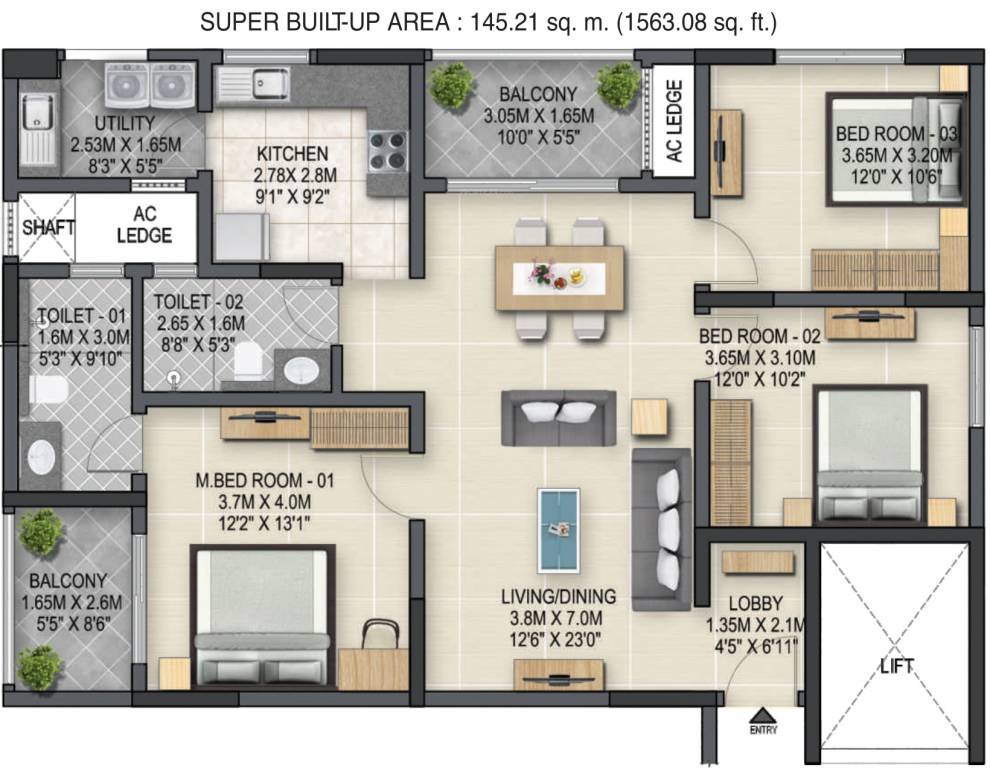 SUPER BUILT-UP AREA : 145.21 sq. m. (1563.08 sq. ft.)
UTILITY
2.53M X 1.65M
8'3" X 5'5"
KITCHEN
2.78X 2.8M
9'1" X 9'2"
BALCONY
3.05M X 1.65M
10'0" X 5'5"
AC LEDGE
BED ROOM - 03
3.65M X 3.20M
12'0" X 10'6"
SHAFT
AC
LEDGE
TOILET - 01
1.6M X 3.0M
5'3" X 9'10"
TOILET - 02
2.65 X 1.6M
8'8" X 5'3"
BED ROOM - 02
3.65M X 3.10M
12'0" X 10'2"
M.BED ROOM - 01
3.7M X 4.0M
12'2" X 13'1"
BALCONY
1.65M X 2.6M
5'5" X 8'6"
LIVING/DINING
3.8M X 7.0M
12'6" X 23'0"
LOBBY
1.35M X 2.1M
4'5" X 6'11"
LIFT
ENTRY